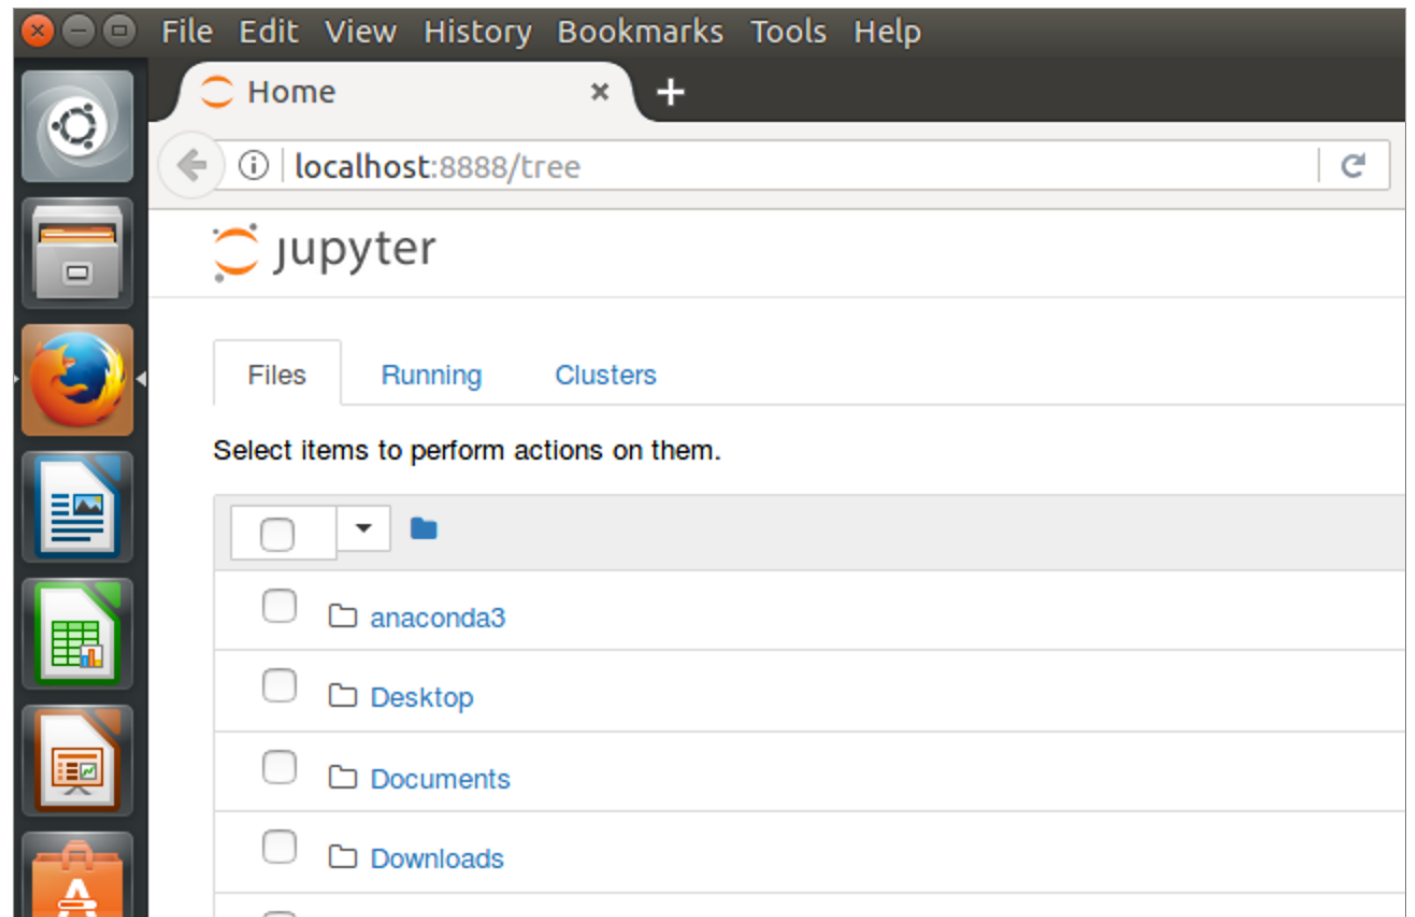 File Edit View History Bookmarks Tools Help
Home
localhost:8888/tree
jupyter
Files Running Clusters
Select items to perform actions on them.
anaconda3
Desktop
Documents
Downloads